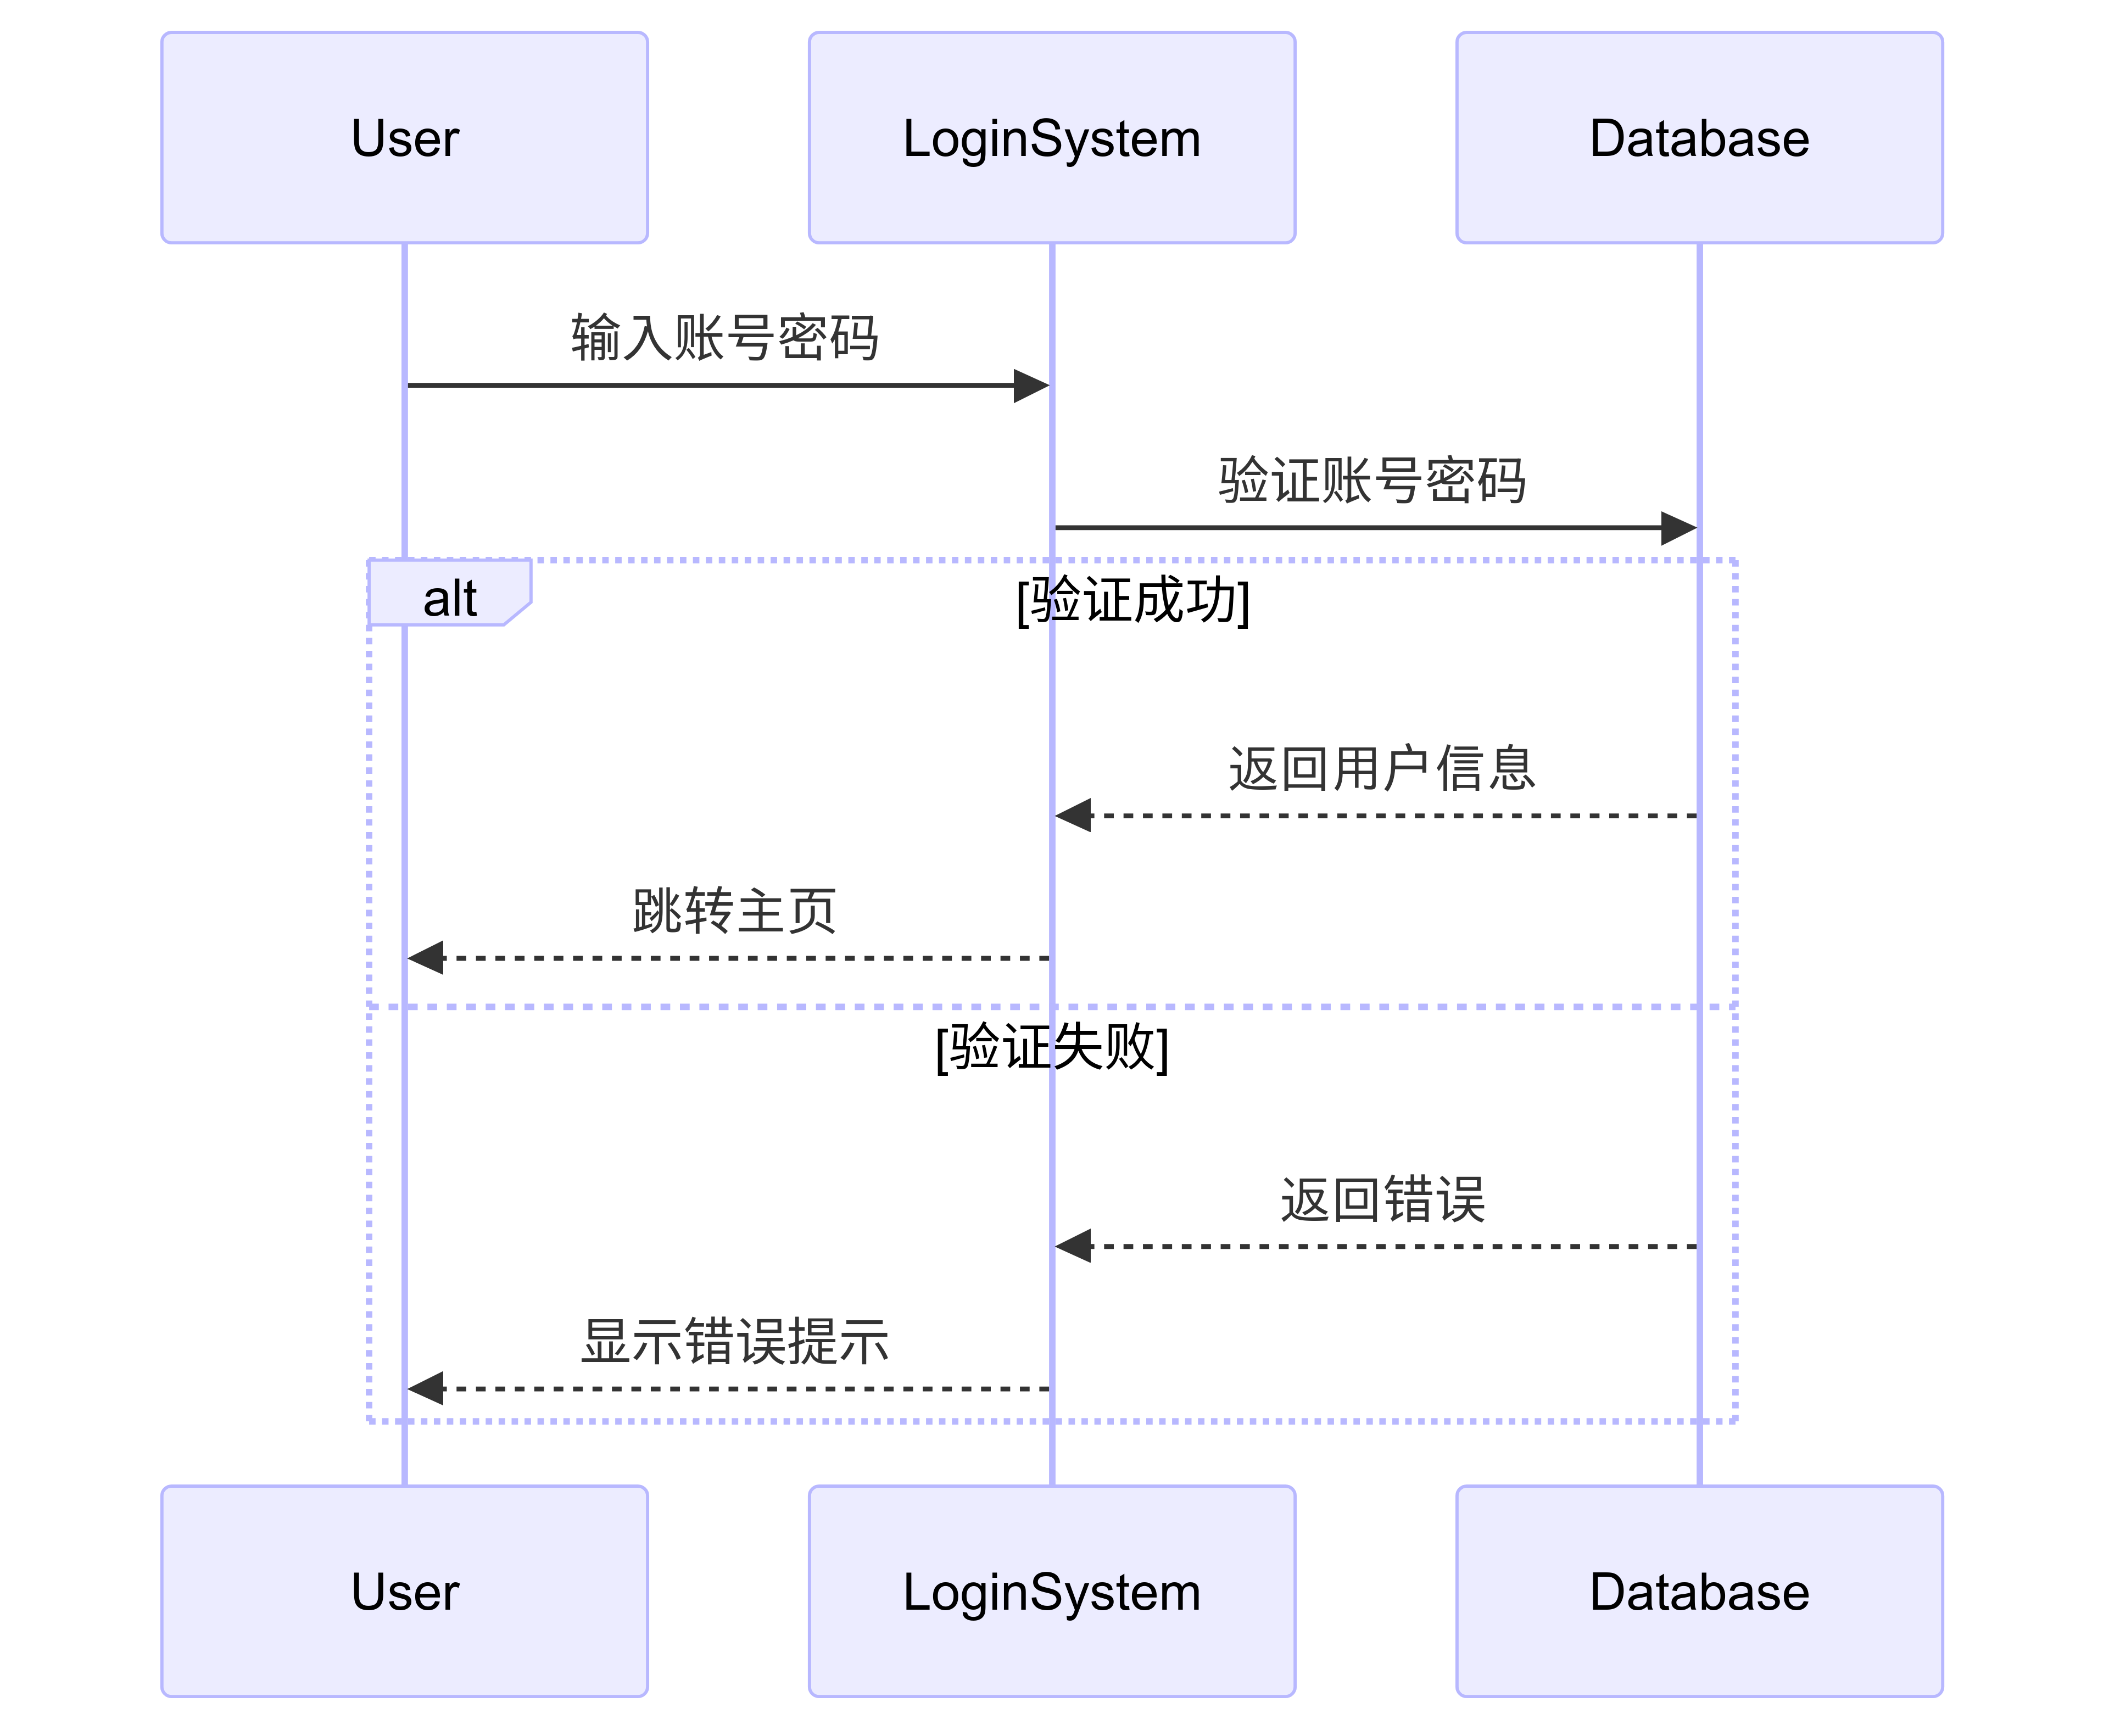 User
LoginSystem
Database
输入账号密码
验证账号密码
alt
[验证成功]
返回用户信息
跳转主页
[验证失败]
返回错误
显示错误提示
User
LoginSystem
Database